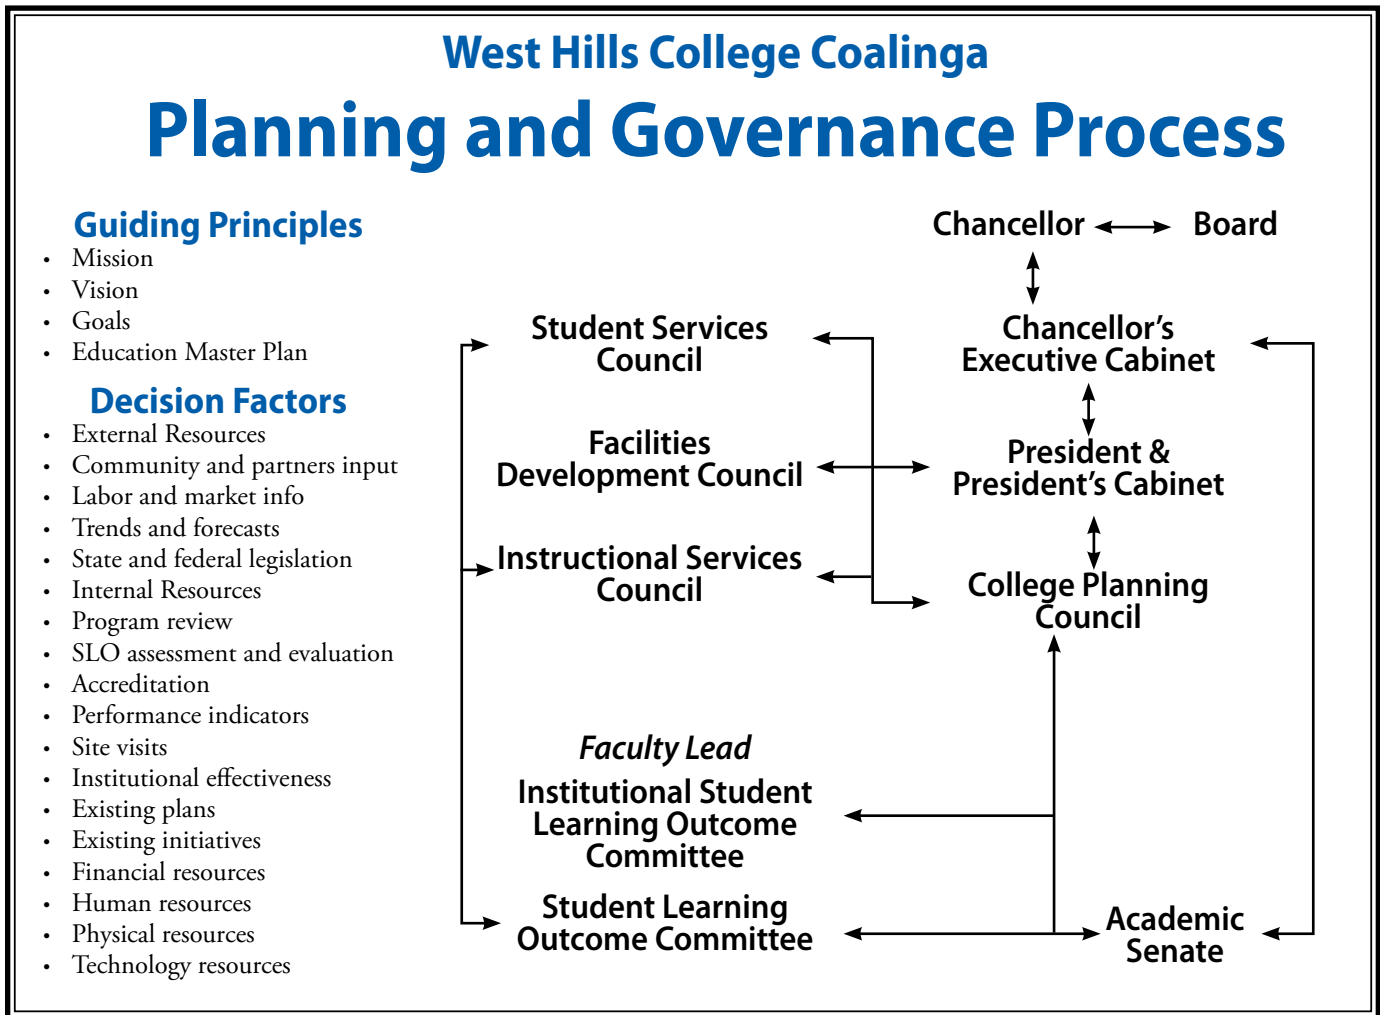 West Hills College Coalinga
Planning and Governance Process
Guiding Principles
• Mission
• Vision
• Goals
• Education Master Plan
Decision Factors
• External Resources
• Community and partners input
• Labor and market info
• Trends and forecasts
• State and federal legislation
• Internal Resources
• Program review
• SLO assessment and evaluation
• Accreditation
• Performance indicators
• Site visits
• Institutional effectiveness
• Existing plans
• Existing initiatives
• Financial resources
• Human resources
• Physical resources
• Technology resources
Student Services
Council
Facilities
Development Council
Instructional Services
Council
Faculty Lead
Institutional Student
Learning Outcome
Committee
Student Learning
Outcome Committee
Chancellor
Board
Chancellor’s
Executive Cabinet
President &
President’s Cabinet
College Planning
Council
Academic
Senate